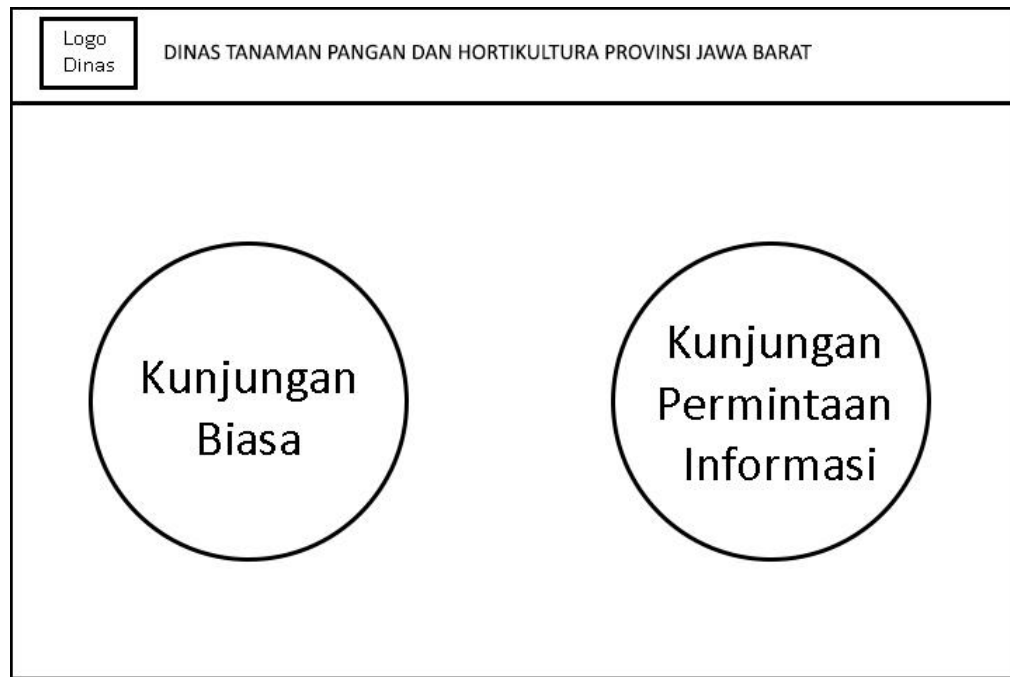 Logo
Dinas
DINAS TANAMAN PANGAN DAN HORTIKULTURA PROVINSI JAWA BARAT
Kunjungan
Biasa
Kunjungan
Permintaan
Informasi